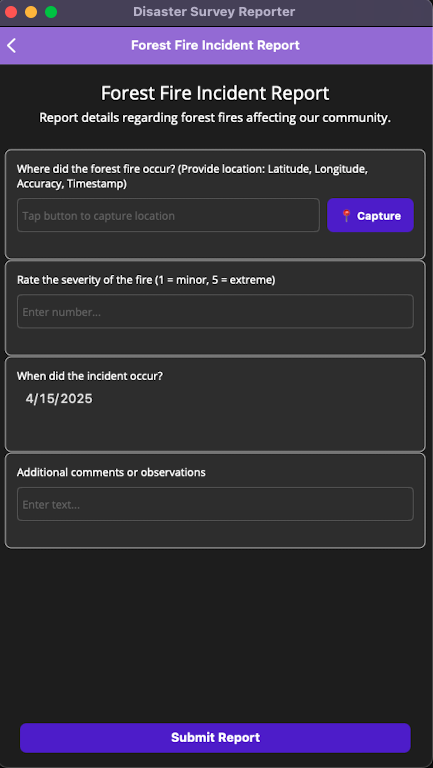 Disaster Survey Reporter
Forest Fire Incident Report
Forest Fire Incident Report
Report details regarding forest fires affecting our community.
Where did the forest fire occur? (Provide location: Latitude, Longitude,
Accuracy, Timestamp)
Tap button to capture location
📍 Capture
Rate the severity of the fire (1 = minor, 5 = extreme)
Enter number...
When did the incident occur?
4/15/2025
Additional comments or observations
Enter text...
Submit Report